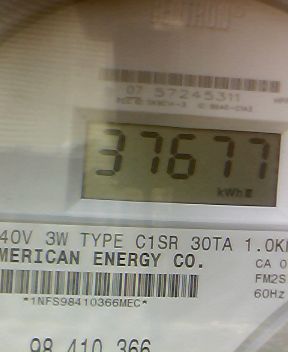 CENTRON
07 57245311
37677
kWh
40V 3W TYPE C1SR 30TA 1.0K
MERICAN ENERGY CO.
CA 0
FM2S
60Hz
*1NFS98410366MEC*
98 410 366